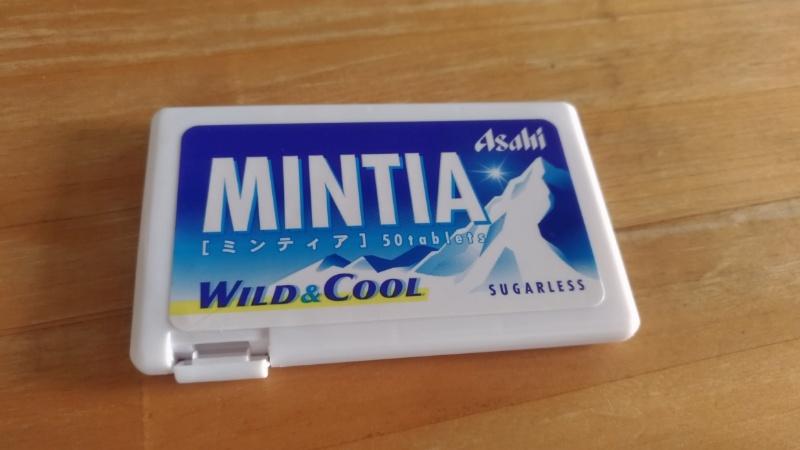 Asahi
MINTIA
[ミンティア] 50tablets
WILD&COOL
SUGARLESS